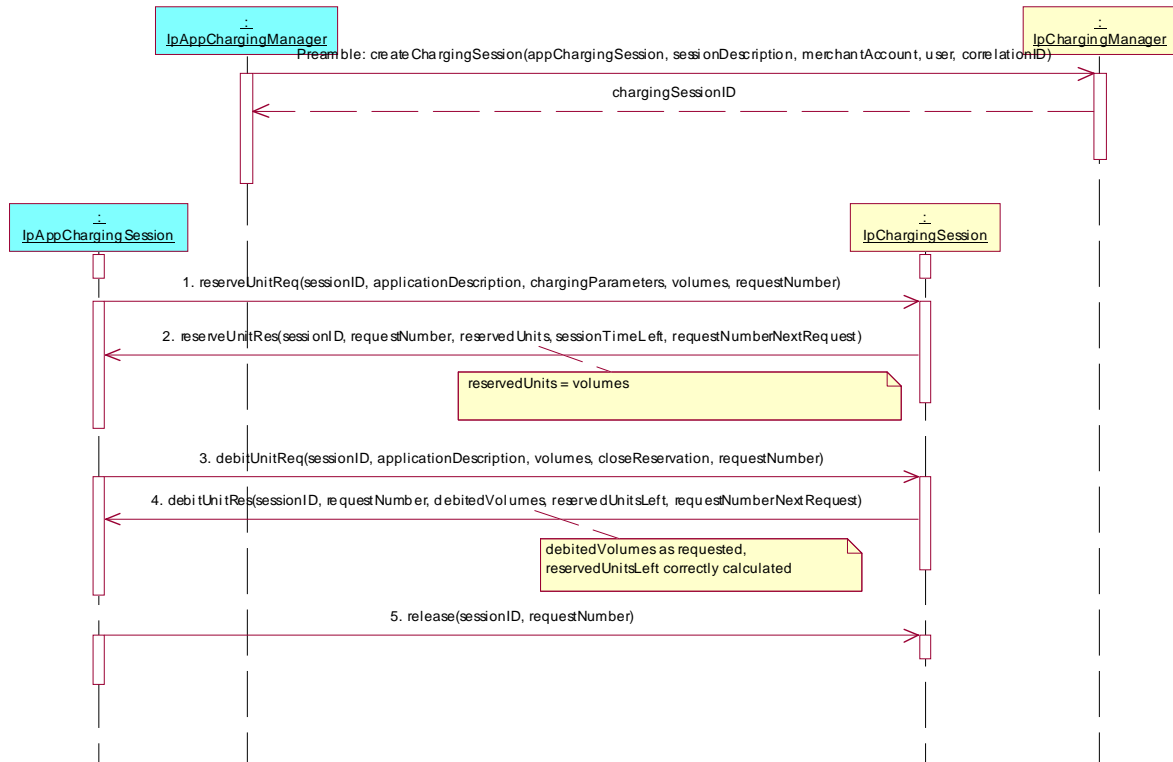 :
IpAppChargingManager
:
IpChargingManager
Preamble: createChargingSession(appChargingSession, sessionDescription, merchantAccount, user, correlationID)
chargingSessionID
:
IpAppChargingSession
:
IpChargingSession
1. reserveUnitReq(sessionID, applicationDescription, chargingParameters, volumes, requestNumber)
2. reserveUnitRes(sessionID, requestNumber, reservedUnits, sessionTimeLeft, requestNumberNextRequest)
reservedUnits = volumes
3. debitUnitReq(sessionID, applicationDescription, volumes, closeReservation, requestNumber)
4. debitUnitRes(sessionID, requestNumber, debitedVolumes, reservedUnitsLeft, requestNumberNextRequest)
debitedVolumes as requested,
reservedUnitsLeft correctly calculated
5. release(sessionID, requestNumber)